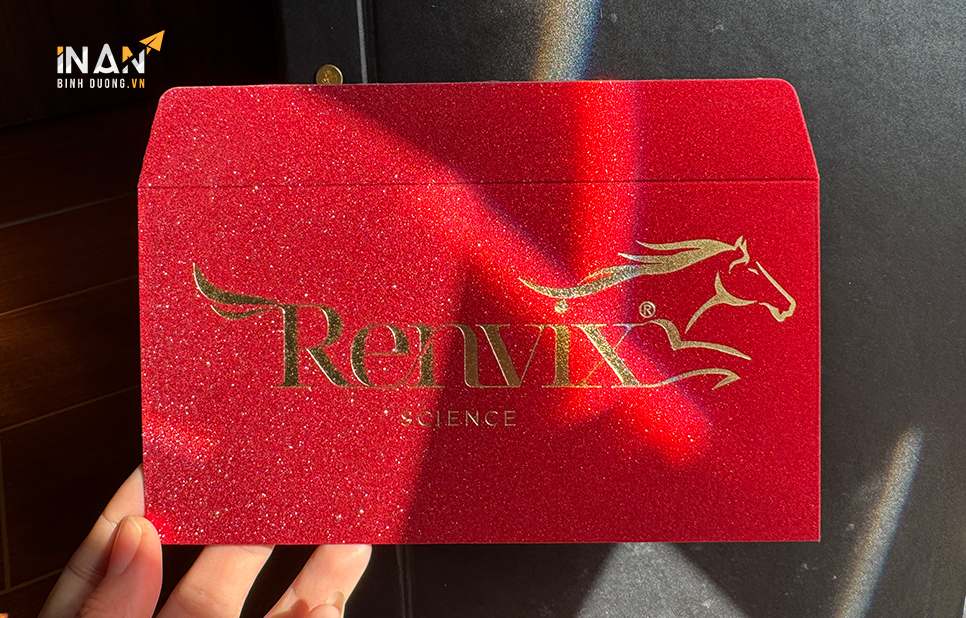 INAN
BINH DUONG.VN
Renvix®
SCIENCE